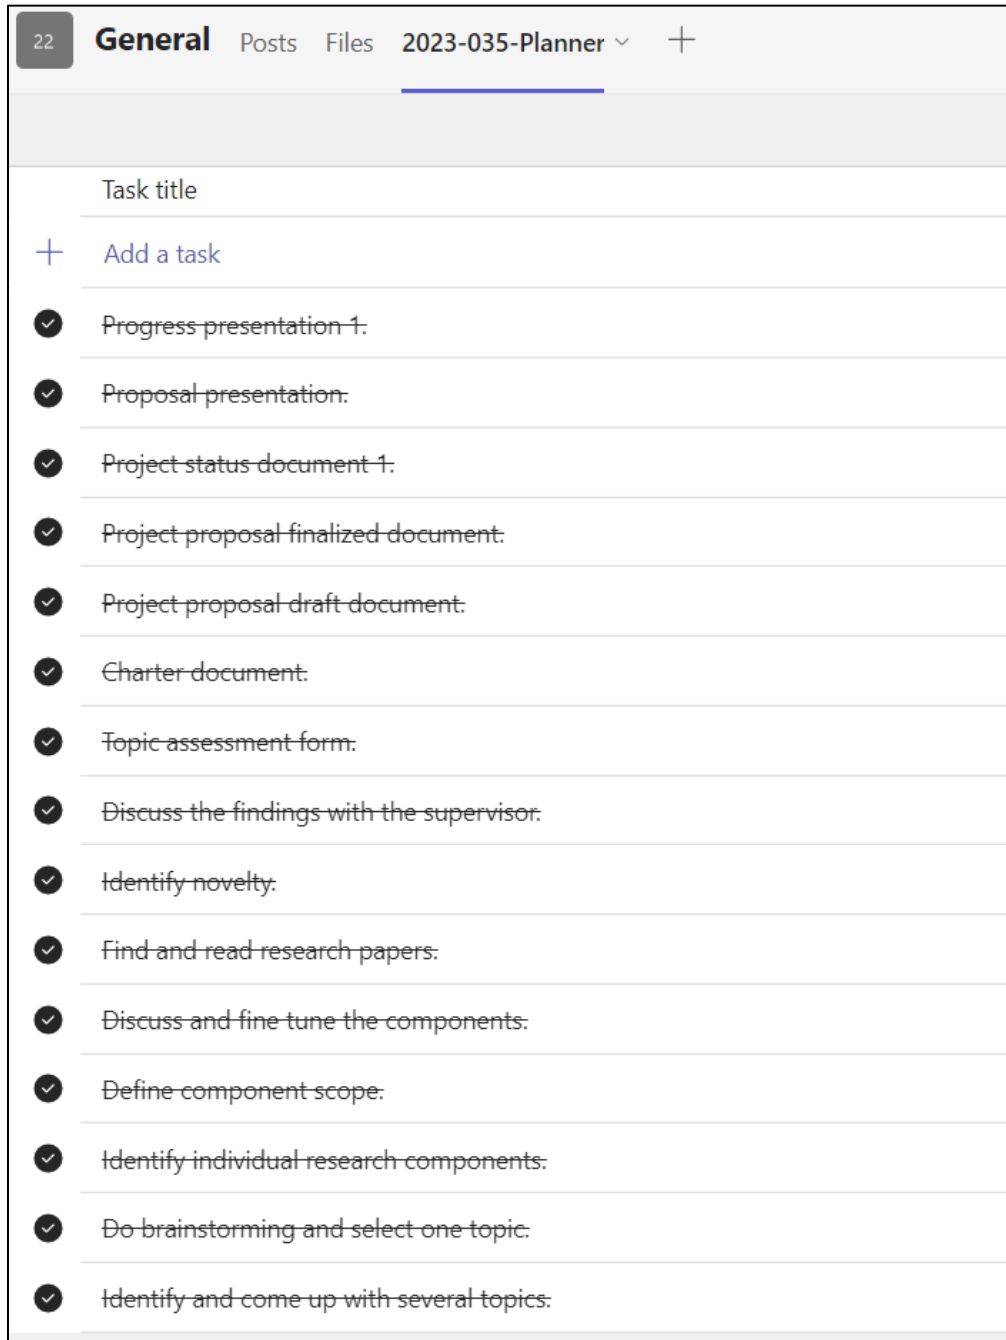 22 General Posts Files 2023-035-Planner
Task title
Add a task
Progress presentation 1.
Proposal presentation.
Project status document 1.
Project proposal finalized document.
Project proposal draft document.
Charter document.
Topic assessment form.
Discuss the findings with the supervisor.
Identify novelty.
Find and read research papers.
Discuss and fine tune the components.
Define component scope.
Identify individual research components.
Do brainstorming and select one topic.
Identify and come up with several topics.